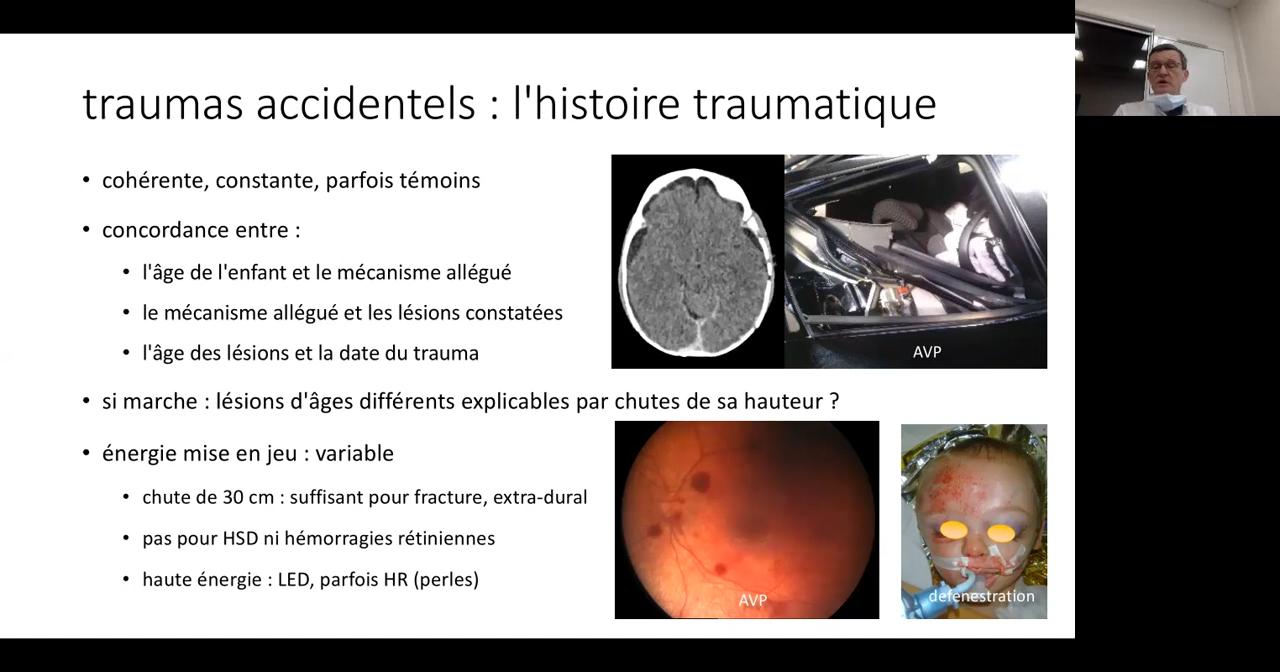 traumas accidentels : l'histoire traumatique
• cohérente, constante, parfois témoins
• concordance entre :
• l'âge de l'enfant et le mécanisme allégué
• le mécanisme allégué et les lésions constatées
• l'âge des lésions et la date du trauma
AVP
• si marche : lésions d'âges différents explicables par chutes de sa hauteur ?
• énergie mise en jeu : variable
• chute de 30 cm : suffisant pour fracture, extra-dural
• pas pour HSD ni hémorragies rétiniennes
• haute énergie : LED, parfois HR (perles)
AVP
defenestration